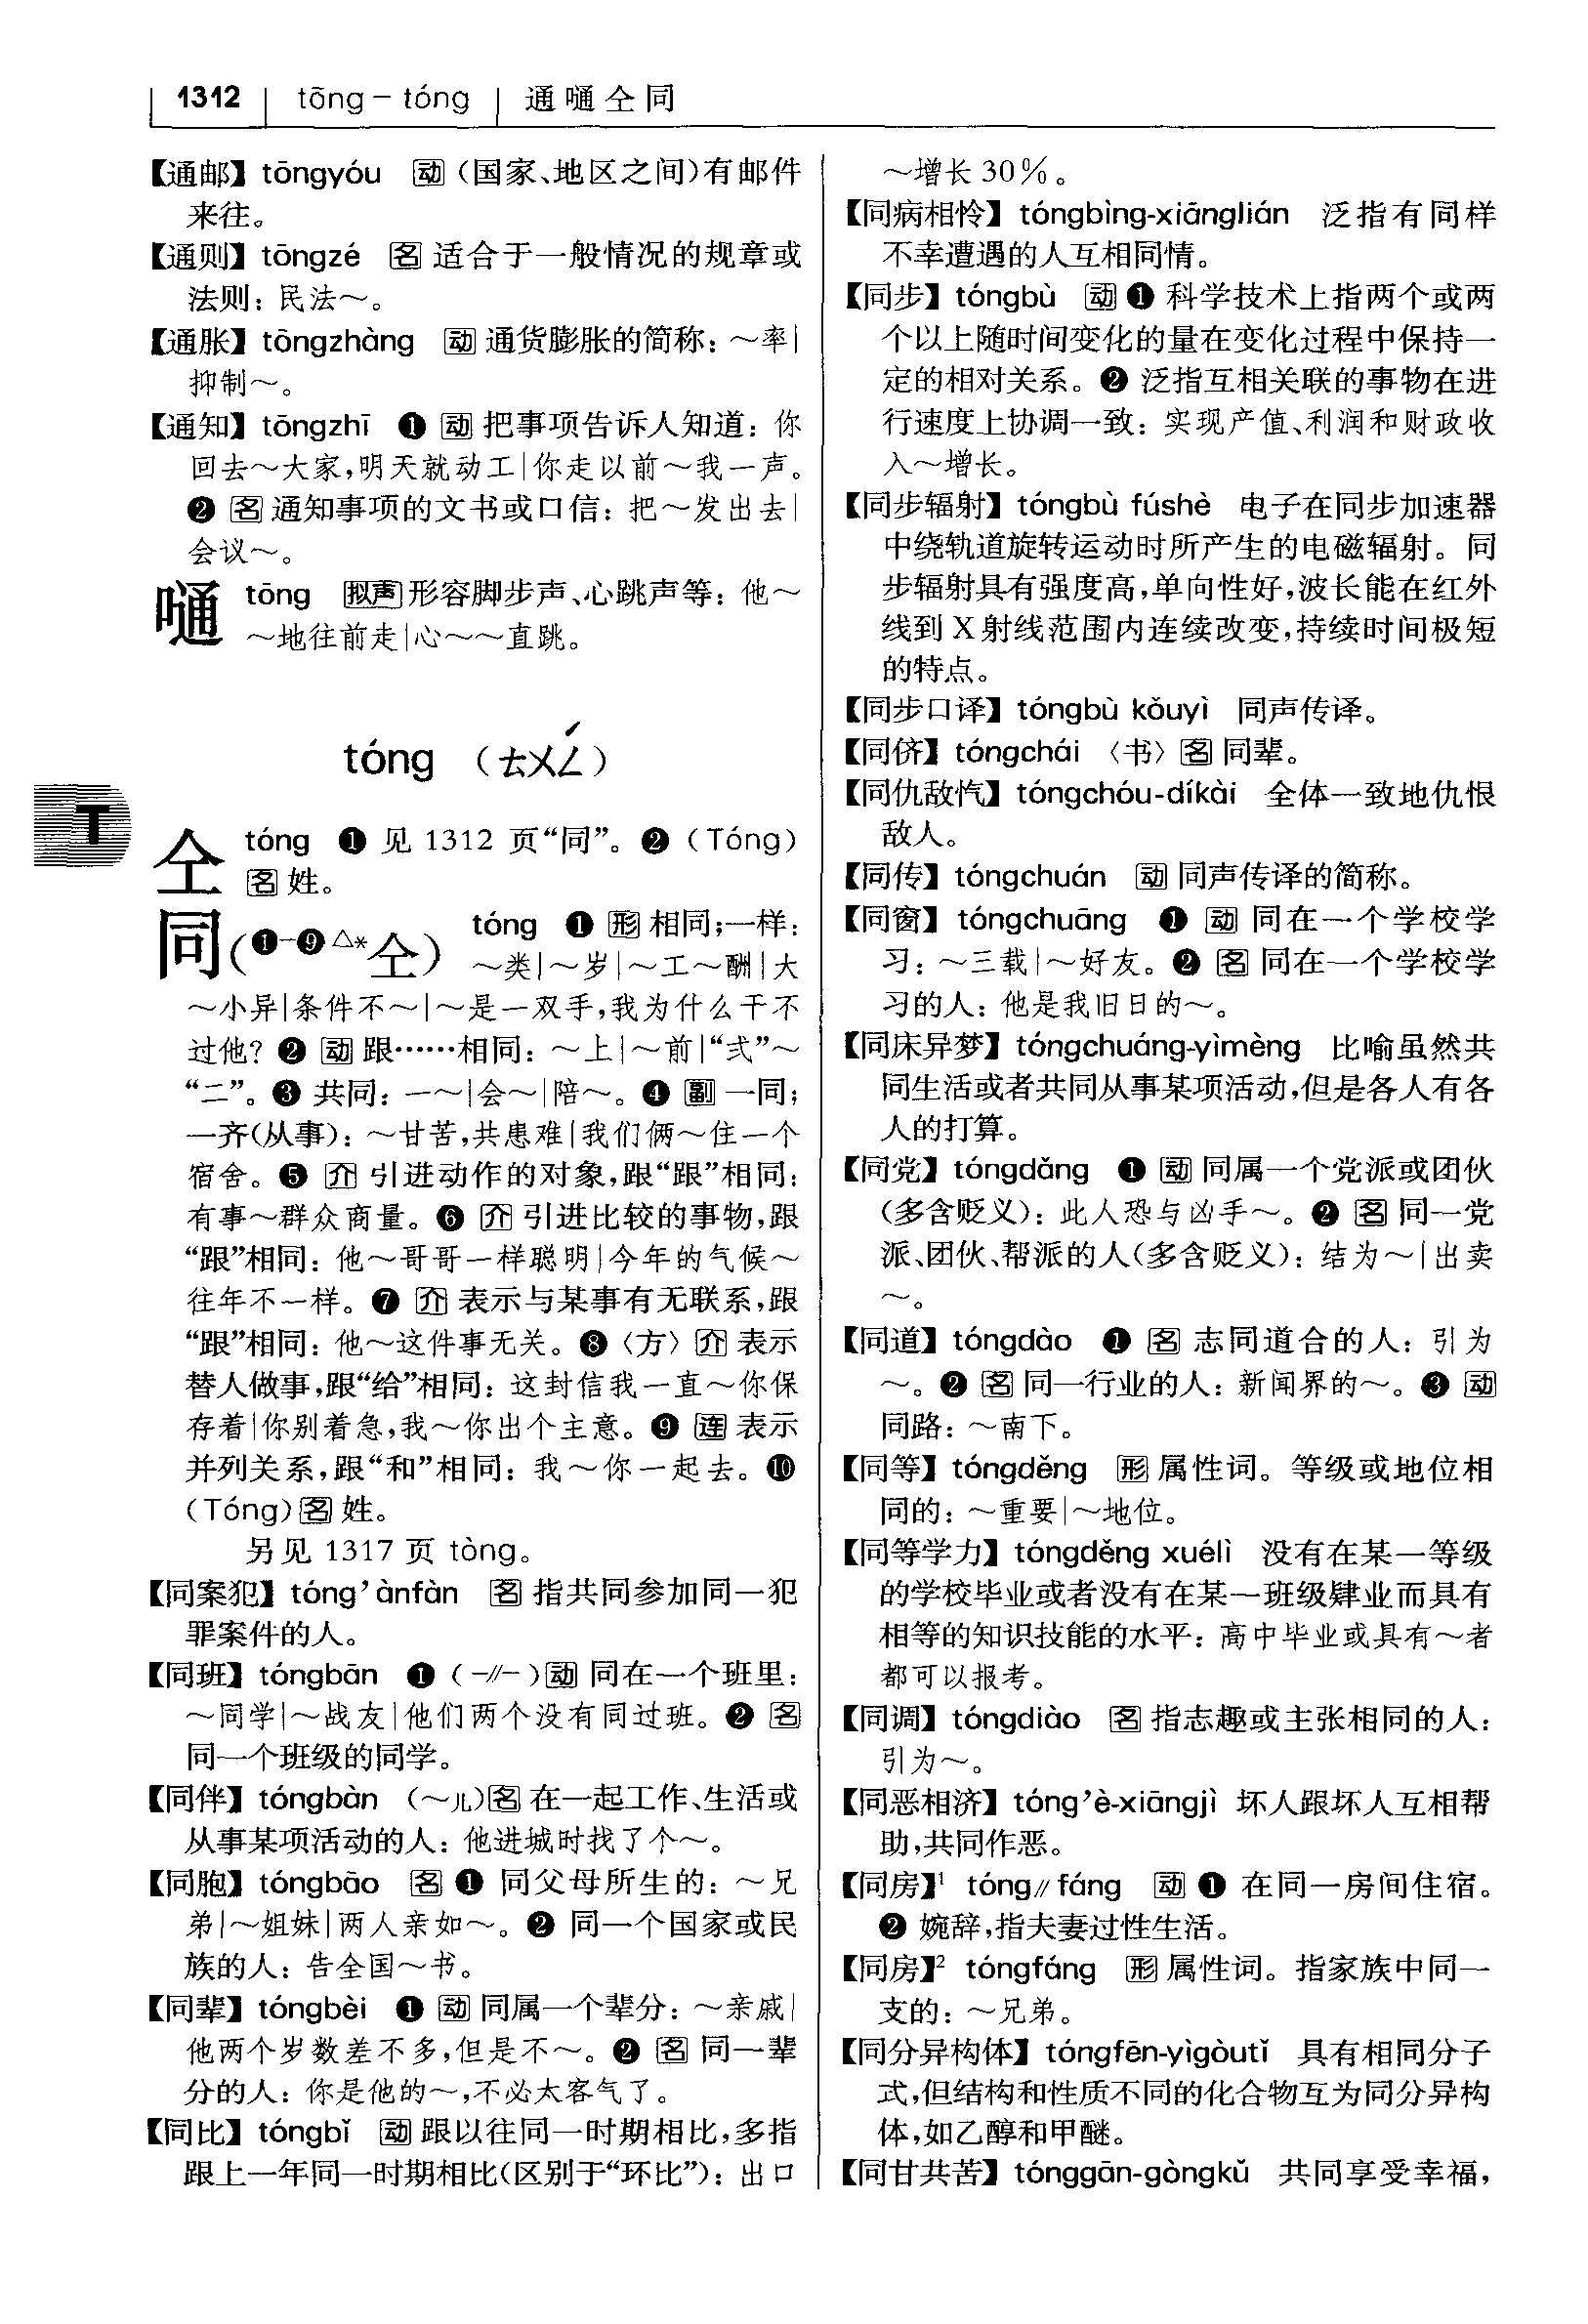 1312 tōng－tóng 通嗵仝同
【通邮】 tōngyóu 动（国家、地区之间）有邮件
来往。
【通则】 tōngzé 名 适合于一般情况的规章或
法则：民法～。
【通胀】 tōngzhàng 动 通货膨胀的简称：～率|
抑制～。
【通知】 tōngzhī ❶ 动 把事项告诉人知道：你
回去～大家，明天就动工|你走以前～我一声。
❷ 名 通知事项的文书或口信：把～发出去|
会议～。
嗵 tōng 拟声 形容脚步声、心跳声等：他～
～地往前走|心～～直跳。
tóng （ㄊㄨㄥˊ）
T
仝 tóng ❶ 见 1312 页“同”。❷（Tóng）
名 姓。
同（❶-❾△*仝） tóng ❶ 形 相同；一样：
～类|～岁|～工～酬|大
～小异|条件不～|～是一双手，我为什么干不
过他？❷ 动 跟……相同：～上|～前|“弍”～
“二”。❸ 共同：一～|会～|陪～。❹ 副 一同；
一齐（从事）：～甘苦，共患难|我们俩～住一个
宿舍。❺ 介 引进动作的对象，跟“跟”相同：
有事～群众商量。❻ 介 引进比较的事物，跟
“跟”相同：他～哥哥一样聪明|今年的气候～
往年不一样。❼ 介 表示与某事有无联系，跟
“跟”相同：他～这件事无关。❽〈方〉介 表示
替人做事，跟“给”相同：这封信我一直～你保
存着|你别着急，我～你出个主意。❾ 连 表示
并列关系，跟“和”相同：我～你一起去。❿
（Tóng）名 姓。
另见 1317 页 tòng。
【同案犯】 tóng’ànfàn 名 指共同参加同一犯
罪案件的人。
【同班】 tóngbān ❶（-//-）动 同在一个班里：
～同学|～战友|他们两个没有同过班。❷ 名
同一个班级的同学。
【同伴】 tóngbàn （～儿）名 在一起工作、生活或
从事某项活动的人：他进城时找了个～。
【同胞】 tóngbāo 名 ❶ 同父母所生的：～兄
弟|～姐妹|两人亲如～。❷ 同一个国家或民
族的人：告全国～书。
【同辈】 tóngbèi ❶ 动 同属一个辈分：～亲戚|
他两个岁数差不多，但是不～。❷ 名 同一辈
分的人：你是他的～，不必太客气了。
【同比】 tóngbǐ 动 跟以往同一时期相比，多指
跟上一年同一时期相比（区别于“环比”）：出口
～增长 30％。
【同病相怜】 tóngbìng-xiānglián 泛指有同样
不幸遭遇的人互相同情。
【同步】 tóngbù 动 ❶ 科学技术上指两个或两
个以上随时间变化的量在变化过程中保持一
定的相对关系。❷ 泛指互相关联的事物在进
行速度上协调一致：实现产值、利润和财政收
入～增长。
【同步辐射】 tóngbù fúshè 电子在同步加速器
中绕轨道旋转运动时所产生的电磁辐射。同
步辐射具有强度高，单向性好，波长能在红外
线到 X 射线范围内连续改变，持续时间极短
的特点。
【同步口译】 tóngbù kǒuyì 同声传译。
【同侪】 tóngchái 〈书〉名 同辈。
【同仇敌忾】 tóngchóu-díkài 全体一致地仇恨
敌人。
【同传】 tóngchuán 动 同声传译的简称。
【同窗】 tóngchuāng ❶ 动 同在一个学校学
习：～三载|～好友。❷ 名 同在一个学校学
习的人：他是我旧日的～。
【同床异梦】 tóngchuáng-yìmèng 比喻虽然共
同生活或者共同从事某项活动，但是各人有各
人的打算。
【同党】 tóngdǎng ❶ 动 同属一个党派或团伙
（多含贬义）：此人恐与凶手～。❷ 名 同一党
派、团伙、帮派的人（多含贬义）：结为～|出卖
～。
【同道】 tóngdào ❶ 名 志同道合的人：引为
～。❷ 名 同一行业的人：新闻界的～。❸ 动
同路：～南下。
【同等】 tóngděng 形 属性词。等级或地位相
同的：～重要|～地位。
【同等学力】 tóngděng xuélì 没有在某一等级
的学校毕业或者没有在某一班级肄业而具有
相等的知识技能的水平：高中毕业或具有～者
都可以报考。
【同调】 tóngdiào 名 指志趣或主张相同的人：
引为～。
【同恶相济】 tóng’è-xiāngjì 坏人跟坏人互相帮
助，共同作恶。
【同房】¹ tóng//fáng 动 ❶ 在同一房间住宿。
❷ 婉辞，指夫妻过性生活。
【同房】² tóngfáng 形 属性词。指家族中同一
支的：～兄弟。
【同分异构体】 tóngfēn-yìgòutǐ 具有相同分子
式，但结构和性质不同的化合物互为同分异构
体，如乙醇和甲醚。
【同甘共苦】 tónggān-gòngkǔ 共同享受幸福，